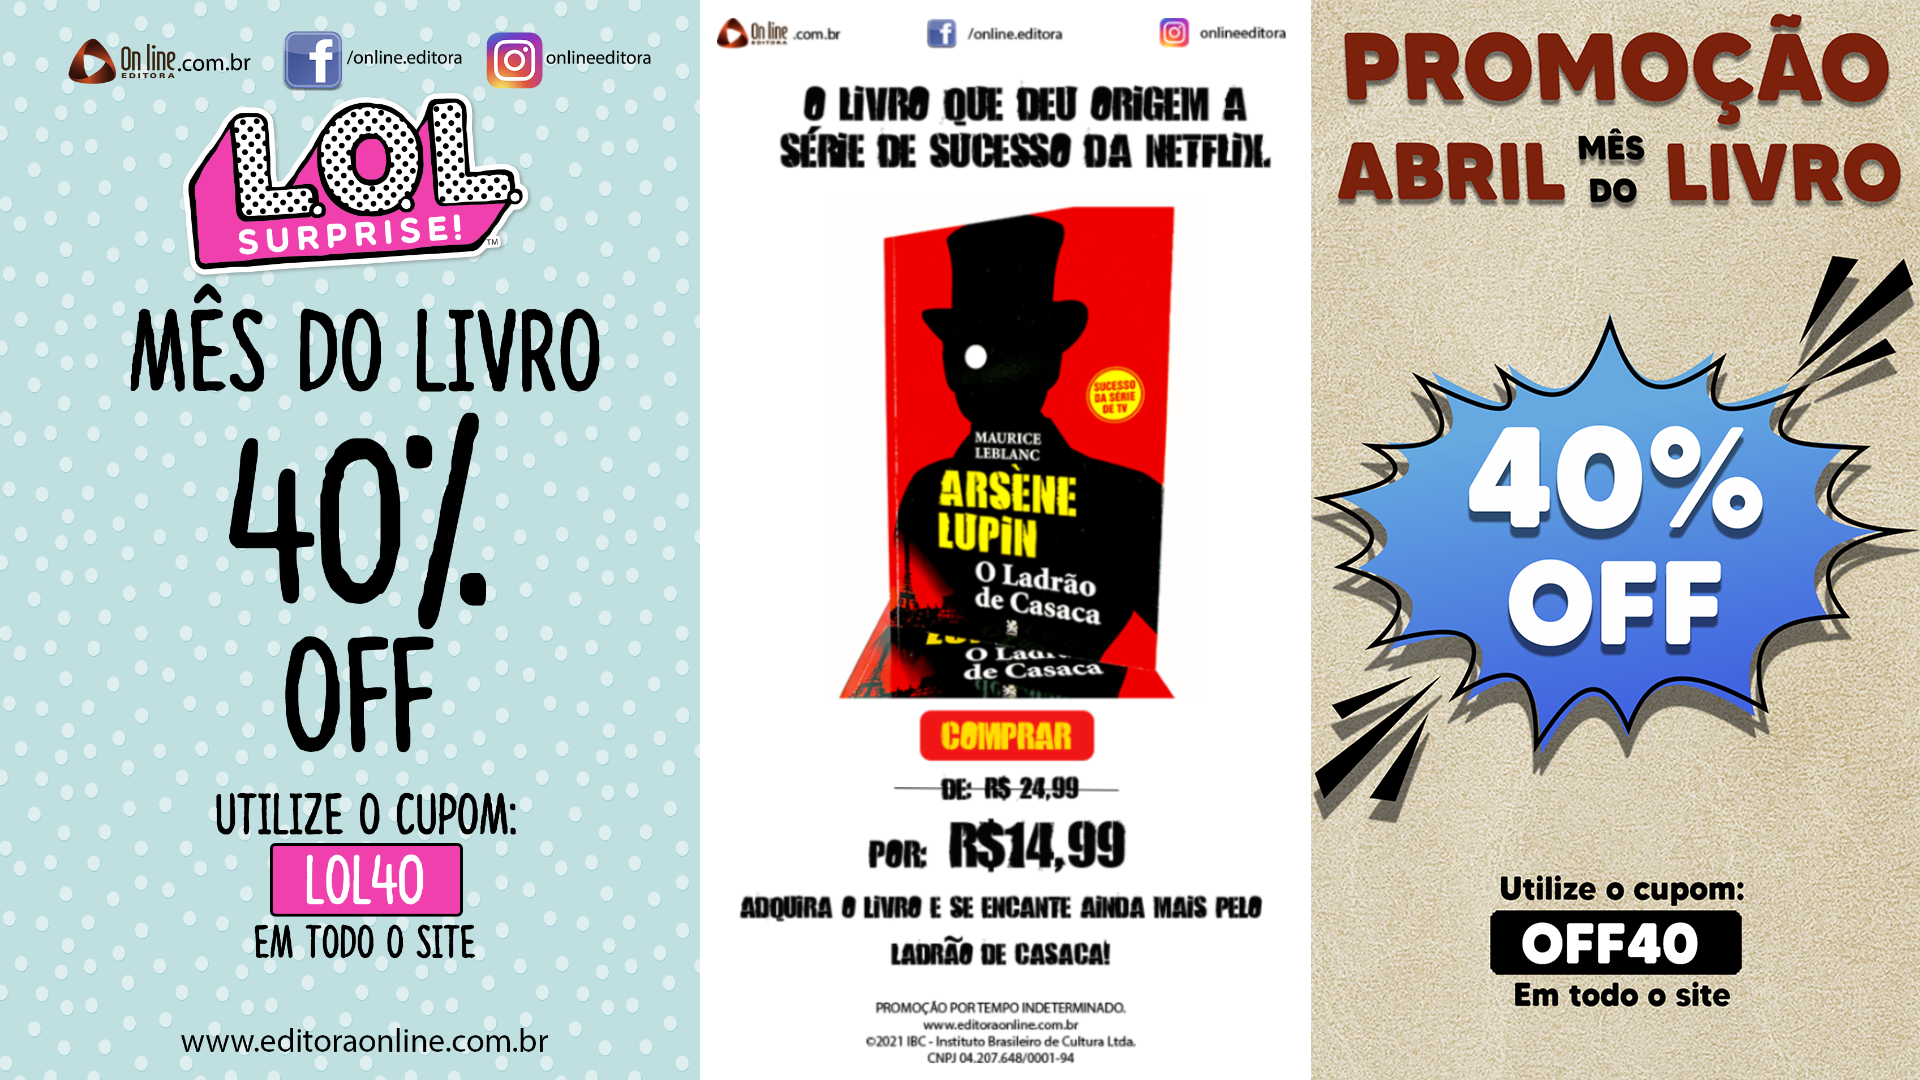 On line
EDITORA
.com.br
/online.editora
onlineeditora
L.O.L.
SURPRISE!
TM
MÊS DO LIVRO
40%
OFF
UTILIZE O CUPOM:
LOL40
EM TODO O SITE
www.editoraonline.com.br
On line
EDITORA
.com.br
/online.editora
onlineeditora
O LIVRO QUE DEU ORIGEM A
SÉRIE DE SUCESSO DA NETFLIX.
SUCESSO
DA SÉRIE
DE TV
MAURICE
LEBLANC
ARSÈNE
LUPIN
O Ladrão
de Casaca
de Casaca
COMPRAR
DE: R$ 24,99
POR: R$14,99
ADQUIRA O LIVRO E SE ENCANTE AINDA MAIS PELO
LADRÃO DE CASACA!
PROMOÇÃO POR TEMPO INDETERMINADO.
www.editoraonline.com.br
©2021 IBC - Instituto Brasileiro de Cultura Ltda.
CNPJ 04.207.648/0001-94
PROMOÇÃO
ABRIL MÊS DO LIVRO
40%
OFF
Utilize o cupom:
OFF40
Em todo o site